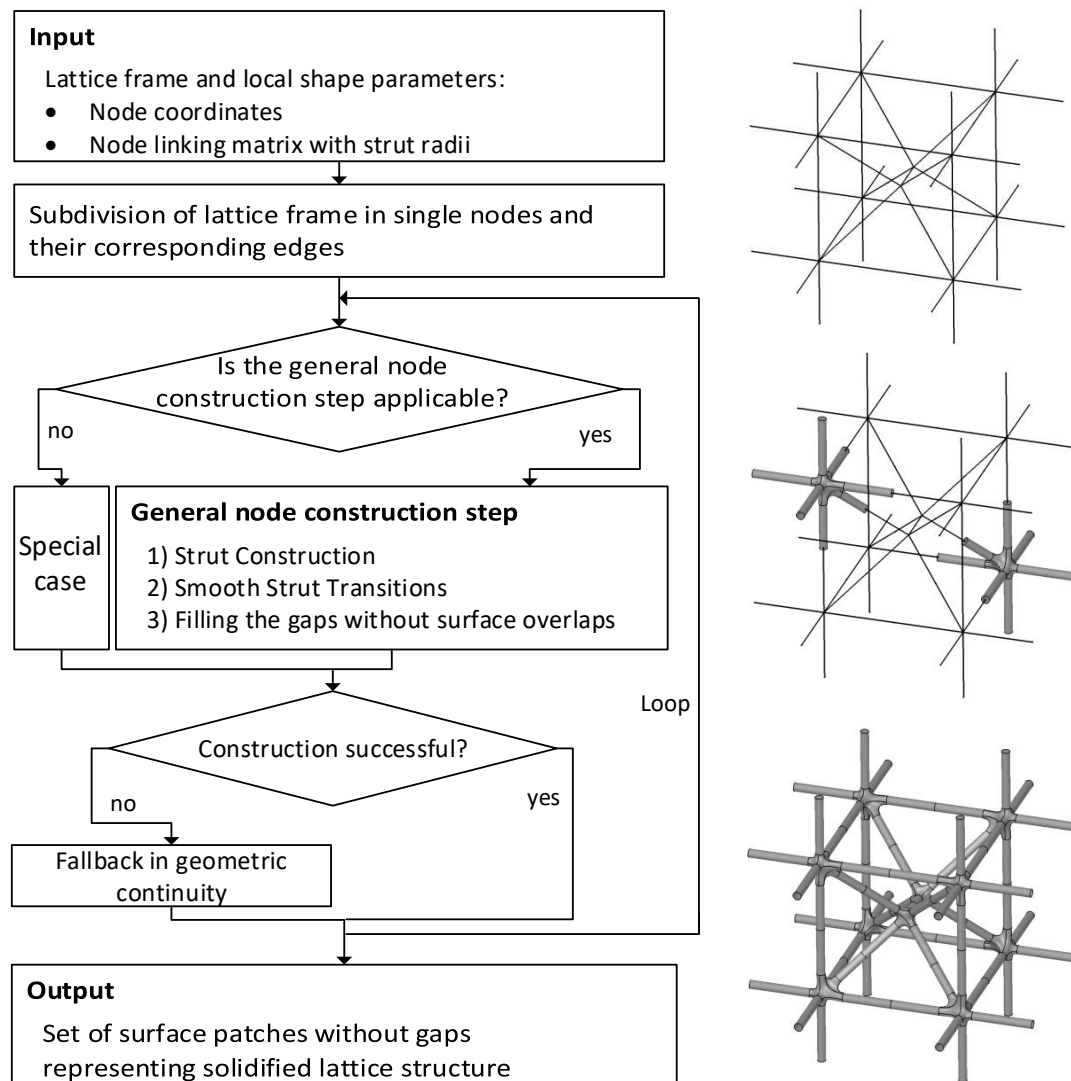 Input
Lattice frame and local shape parameters:
• Node coordinates
• Node linking matrix with strut radii
Subdivision of lattice frame in single nodes and
their corresponding edges
Is the general node
construction step applicable?
no
yes
Special
case
General node construction step
1) Strut Construction
2) Smooth Strut Transitions
3) Filling the gaps without surface overlaps
Loop
Construction successful?
no
yes
Fallback in geometric
continuity
Output
Set of surface patches without gaps
representing solidified lattice structure